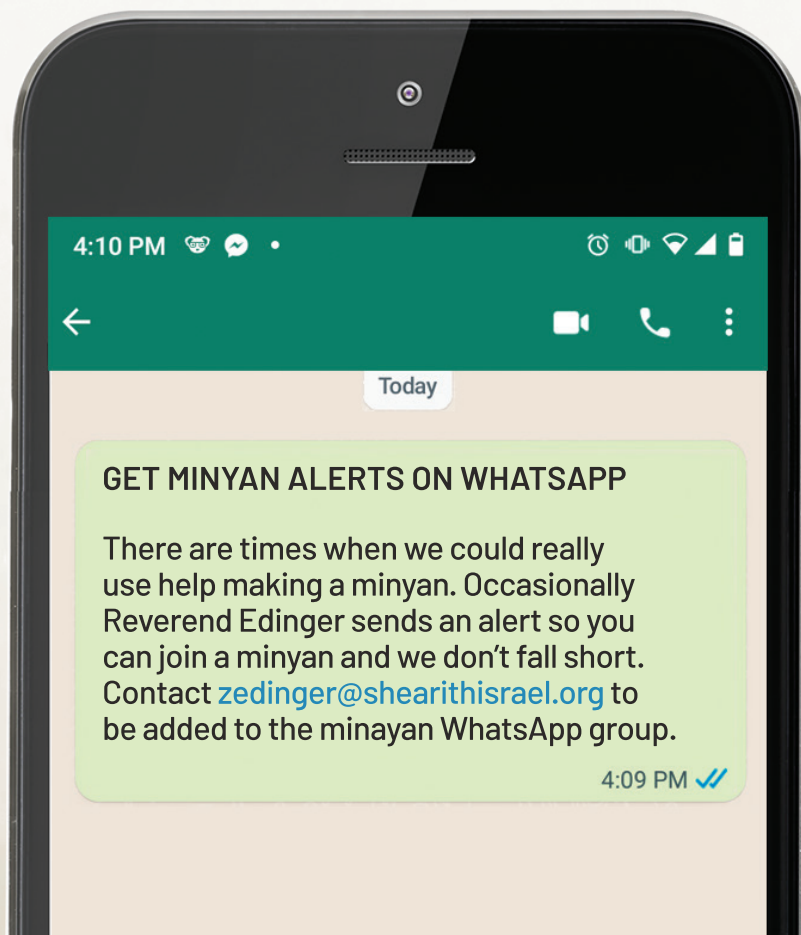 4:10 PM
Today
GET MINYAN ALERTS ON WHATSAPP
There are times when we could really
use help making a minyan. Occasionally
Reverend Edinger sends an alert so you
can join a minyan and we don’t fall short.
Contact zedinger@shearithisrael.org to
be added to the minayan WhatsApp group.
4:09 PM